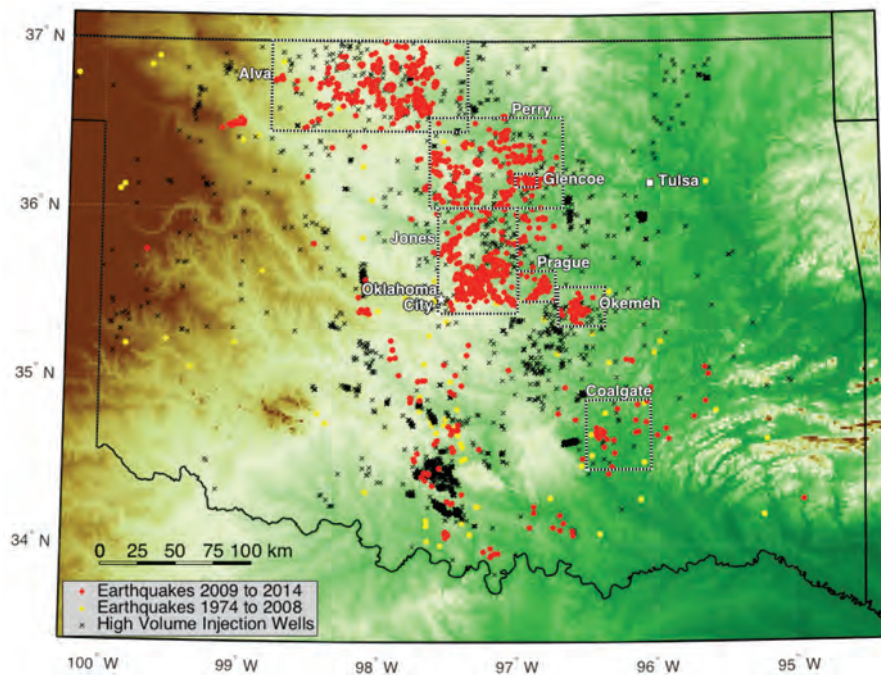 37° N
36° N
35° N
34° N
Alva
Perry
Glencoe
Tulsa
Jones
Prague
Oklahoma
City
Okemeh
Coalgate
0 25 50 75 100 km
Earthquakes 2009 to 2014
Earthquakes 1974 to 2008
High Volume Injection Wells
100° W
99° W
98° W
97° W
96° W
95° W